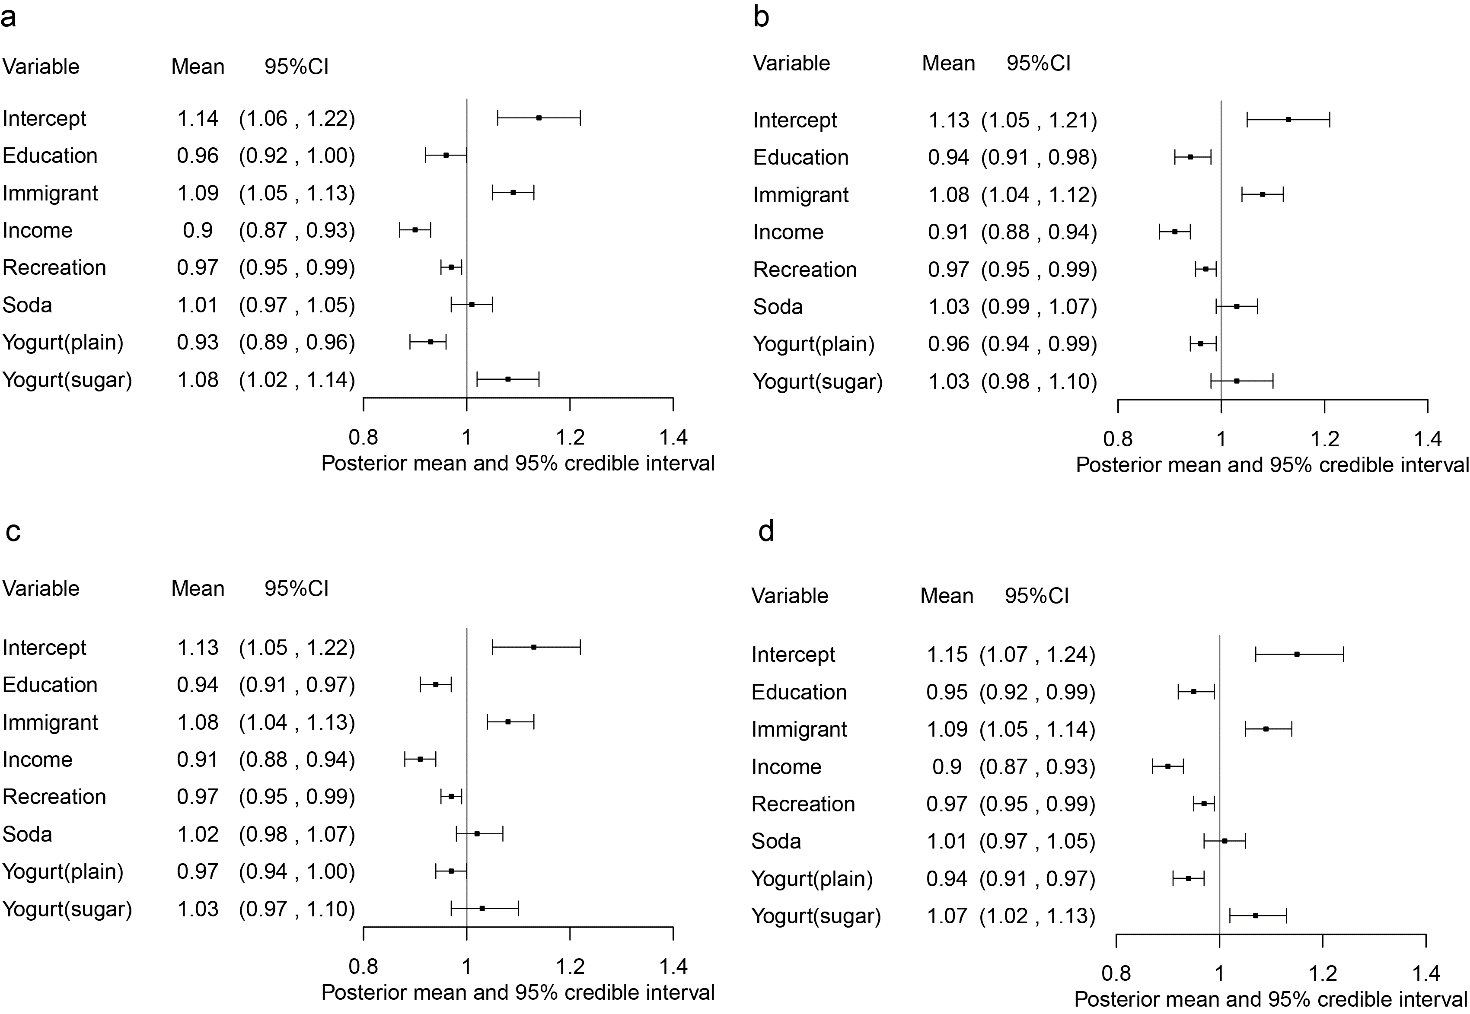 a
Variable Mean 95%CI
Intercept 1.14 (1.06 , 1.22)
Education 0.96 (0.92 , 1.00)
Immigrant 1.09 (1.05 , 1.13)
Income 0.9 (0.87 , 0.93)
Recreation 0.97 (0.95 , 0.99)
Soda 1.01 (0.97 , 1.05)
Yogurt(plain) 0.93 (0.89 , 0.96)
Yogurt(sugar) 1.08 (1.02 , 1.14)
0.8 1 1.2 1.4
Posterior mean and 95% credible interval
b
Variable Mean 95%CI
Intercept 1.13 (1.05 , 1.21)
Education 0.94 (0.91 , 0.98)
Immigrant 1.08 (1.04 , 1.12)
Income 0.91 (0.88 , 0.94)
Recreation 0.97 (0.95 , 0.99)
Soda 1.03 (0.99 , 1.07)
Yogurt(plain) 0.96 (0.94 , 0.99)
Yogurt(sugar) 1.03 (0.98 , 1.10)
0.8 1 1.2 1.4
Posterior mean and 95% credible interval
c
Variable Mean 95%CI
Intercept 1.13 (1.05 , 1.22)
Education 0.94 (0.91 , 0.97)
Immigrant 1.08 (1.04 , 1.13)
Income 0.91 (0.88 , 0.94)
Recreation 0.97 (0.95 , 0.99)
Soda 1.02 (0.98 , 1.07)
Yogurt(plain) 0.97 (0.94 , 1.00)
Yogurt(sugar) 1.03 (0.97 , 1.10)
0.8 1 1.2 1.4
Posterior mean and 95% credible interval
d
Variable Mean 95%CI
Intercept 1.15 (1.07 , 1.24)
Education 0.95 (0.92 , 0.99)
Immigrant 1.09 (1.05 , 1.14)
Income 0.9 (0.87 , 0.93)
Recreation 0.97 (0.95 , 0.99)
Soda 1.01 (0.97 , 1.05)
Yogurt(plain) 0.94 (0.91 , 0.97)
Yogurt(sugar) 1.07 (1.02 , 1.13)
0.8 1 1.2 1.4
Posterior mean and 95% credible interval